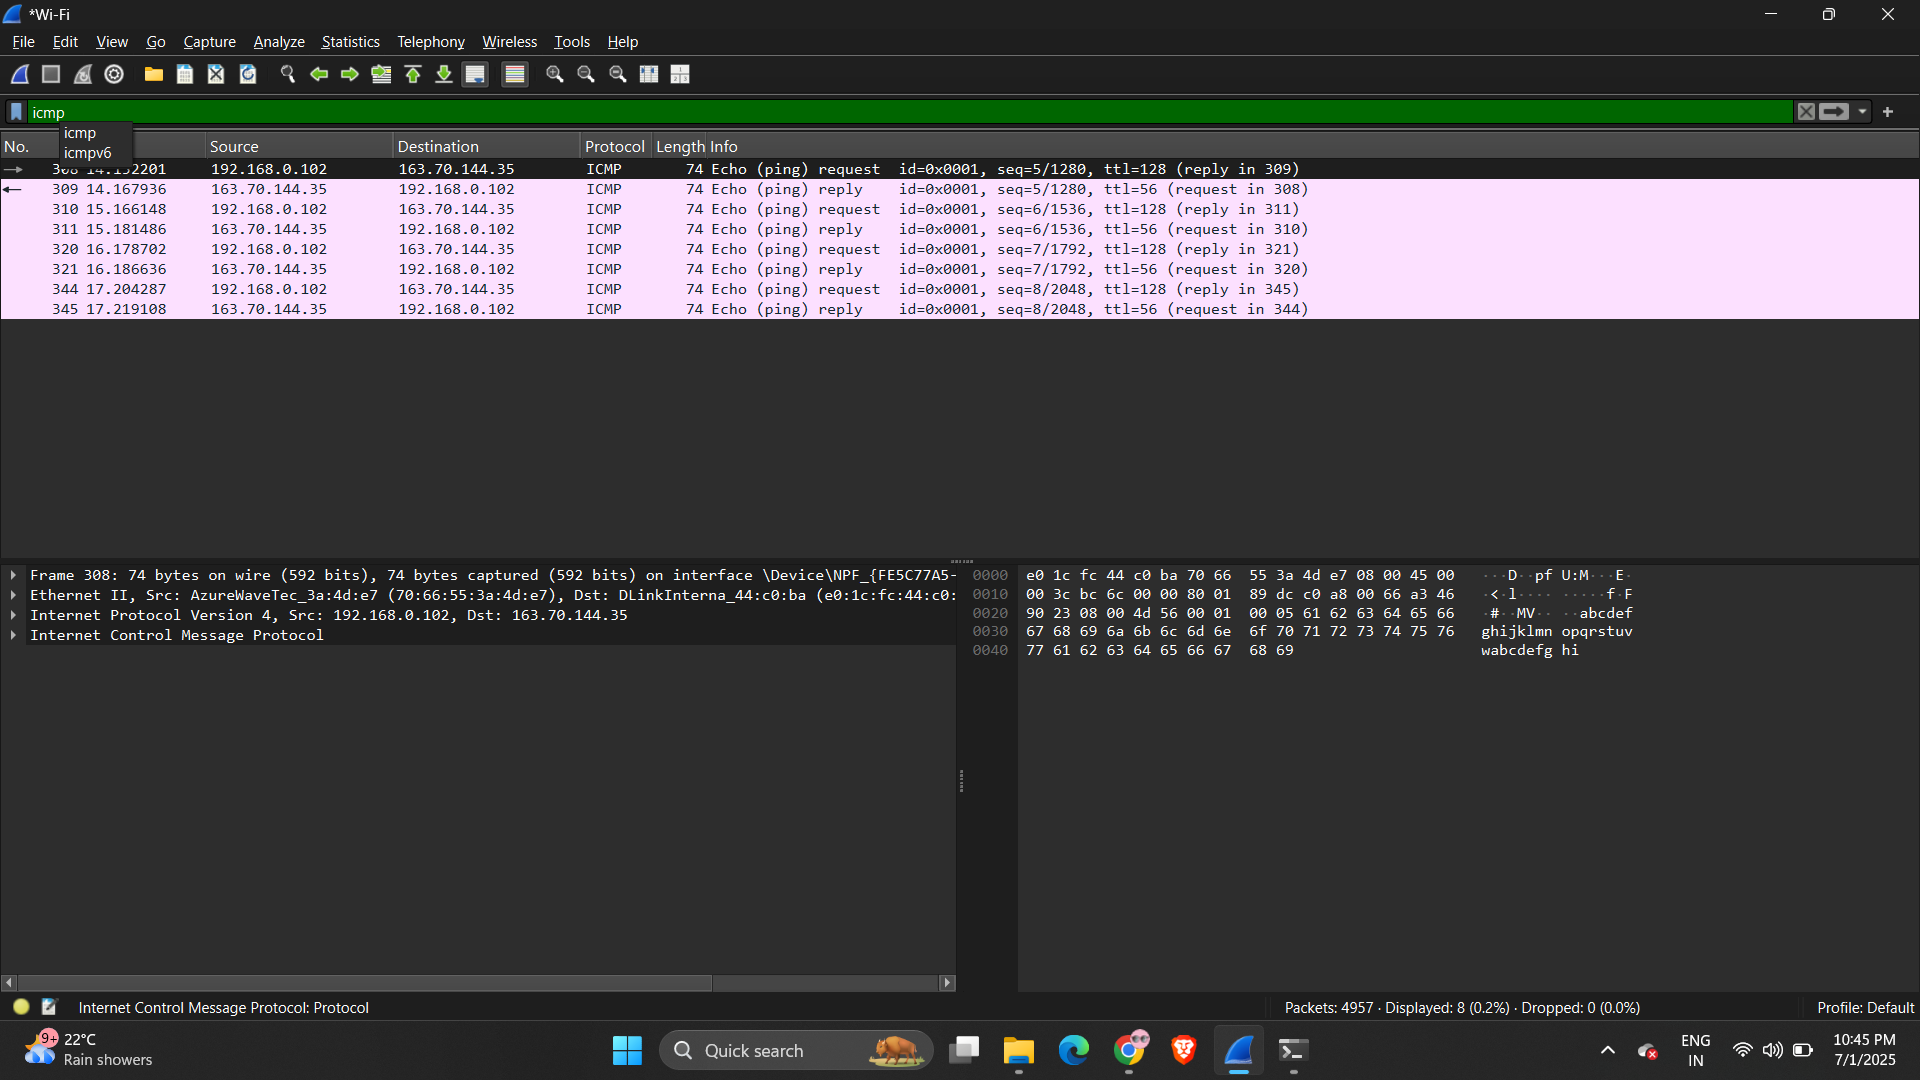 *Wi-Fi
File Edit View Go Capture Analyze Statistics Telephony Wireless Tools Help
icmp
icmp
icmpv6
No. Source Destination Protocol Length Info
192.168.0.102 163.70.144.35 ICMP 74 Echo (ping) request id=0x0001, seq=5/1280, ttl=128 (reply in 309)
309 14.167936 163.70.144.35 192.168.0.102 ICMP 74 Echo (ping) reply id=0x0001, seq=5/1280, ttl=56 (request in 308)
310 15.166148 192.168.0.102 163.70.144.35 ICMP 74 Echo (ping) request id=0x0001, seq=6/1536, ttl=128 (reply in 311)
311 15.181486 163.70.144.35 192.168.0.102 ICMP 74 Echo (ping) reply id=0x0001, seq=6/1536, ttl=56 (request in 310)
320 16.178702 192.168.0.102 163.70.144.35 ICMP 74 Echo (ping) request id=0x0001, seq=7/1792, ttl=128 (reply in 321)
321 16.186636 163.70.144.35 192.168.0.102 ICMP 74 Echo (ping) reply id=0x0001, seq=7/1792, ttl=56 (request in 320)
344 17.204287 192.168.0.102 163.70.144.35 ICMP 74 Echo (ping) request id=0x0001, seq=8/2048, ttl=128 (reply in 345)
345 17.219108 163.70.144.35 192.168.0.102 ICMP 74 Echo (ping) reply id=0x0001, seq=8/2048, ttl=56 (request in 344)
Frame 308: 74 bytes on wire (592 bits), 74 bytes captured (592 bits) on interface \Device\NPF_{FE5C77A5-
Ethernet II, Src: AzureWaveTec_3a:4d:e7 (70:66:55:3a:4d:e7), Dst: DLinkInterna_44:c0:ba (e0:1c:fc:44:c0:
Internet Protocol Version 4, Src: 192.168.0.102, Dst: 163.70.144.35
Internet Control Message Protocol
0000 e0 1c fc 44 c0 ba 70 66 55 3a 4d e7 08 00 45 00 ···D··pf U:M···E·
0010 00 3c bc 6c 00 00 80 01 89 dc c0 a8 00 66 a3 46 ·<·l···· ·····f·F
0020 90 23 08 00 4d 56 00 01 00 05 61 62 63 64 65 66 ·#··MV·· ··abcdef
0030 67 68 69 6a 6b 6c 6d 6e 6f 70 71 72 73 74 75 76 ghijklmn opqrstuv
0040 77 61 62 63 64 65 66 67 68 69 wabcdefg hi
Internet Control Message Protocol: Protocol
Packets: 4957 · Displayed: 8 (0.2%) · Dropped: 0 (0.0%)
Profile: Default
9+
22°C
Rain showers
Quick search
ENG
IN
10:45 PM
7/1/2025